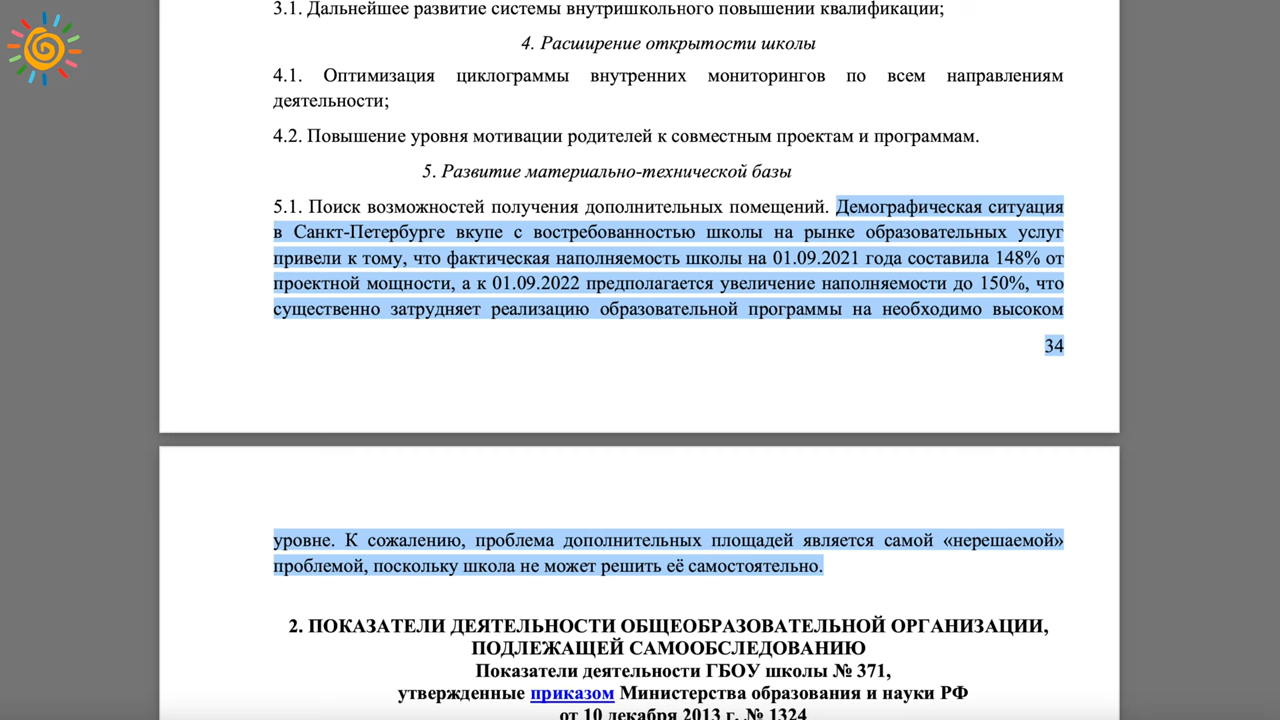 3.1. Дальнейшее развитие системы внутришкольного повышении квалификации;
4. Расширение открытости школы
4.1. Оптимизация циклограммы внутренних мониторингов по всем направлениям
деятельности;
4.2. Повышение уровня мотивации родителей к совместным проектам и программам.
5. Развитие материально-технической базы
5.1. Поиск возможностей получения дополнительных помещений. Демографическая ситуация
в Санкт-Петербурге вкупе с востребованностью школы на рынке образовательных услуг
привели к тому, что фактическая наполняемость школы на 01.09.2021 года составила 148% от
проектной мощности, а к 01.09.2022 предполагается увеличение наполняемости до 150%, что
существенно затрудняет реализацию образовательной программы на необходимо высоком
34
уровне. К сожалению, проблема дополнительных площадей является самой «нерешаемой»
проблемой, поскольку школа не может решить её самостоятельно.
2. ПОКАЗАТЕЛИ ДЕЯТЕЛЬНОСТИ ОБЩЕОБРАЗОВАТЕЛЬНОЙ ОРГАНИЗАЦИИ,
ПОДЛЕЖАЩЕЙ САМООБСЛЕДОВАНИЮ
Показатели деятельности ГБОУ школы № 371,
утвержденные приказом Министерства образования и науки РФ
от 10 декабря 2013 г. № 1324